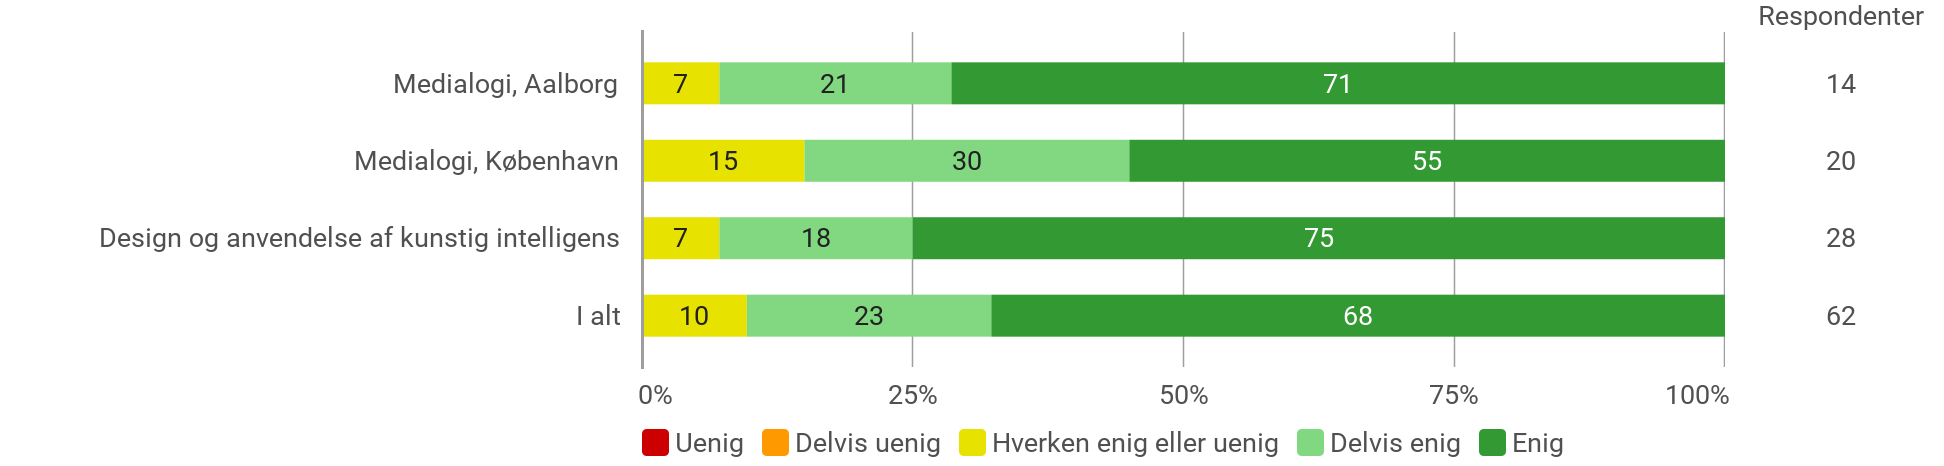 Respondenter
Medialogi, Aalborg 7 21 71 14
Medialogi, København 15 30 55 20
Design og anvendelse af kunstig intelligens 7 18 75 28
I alt 10 23 68 62
0% 25% 50% 75% 100%
Uenig Delvis uenig Hverken enig eller uenig Delvis enig Enig